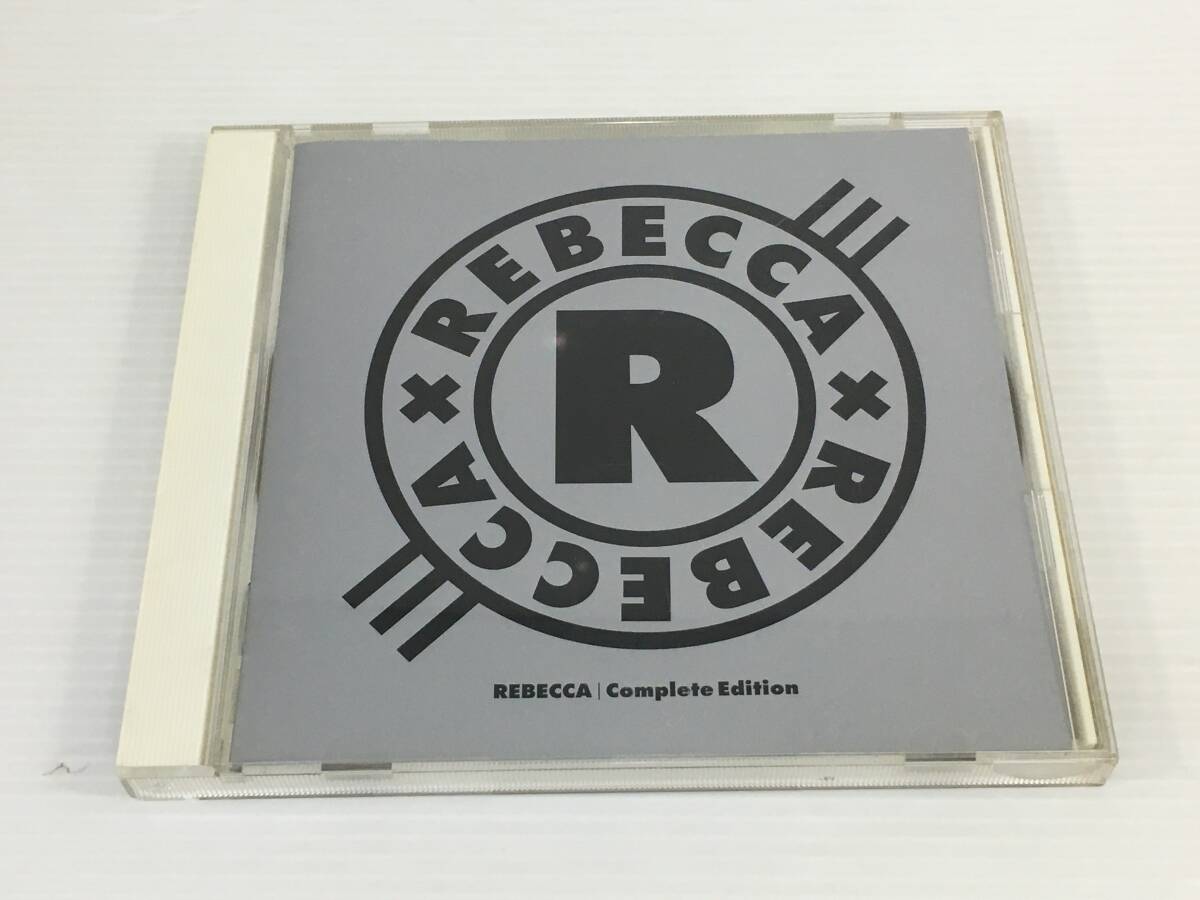 REBECCA × REBECCA ×
R
REBECCA | Complete Edition